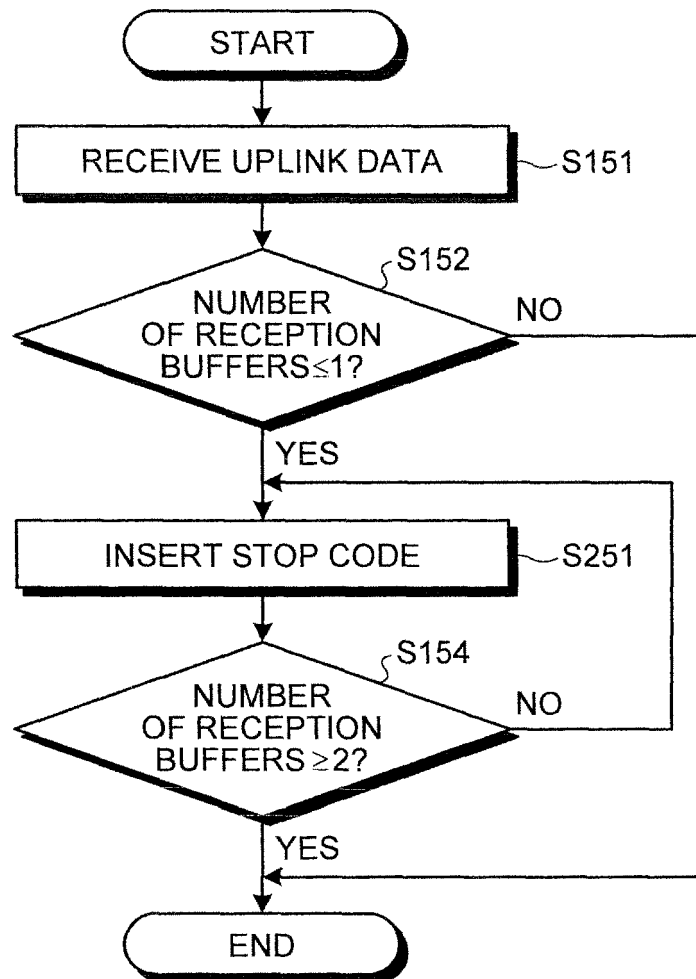 START
RECEIVE UPLINK DATA
S151
S152
NUMBER
OF RECEPTION
BUFFERS≤1?
NO
YES
INSERT STOP CODE
S251
S154
NUMBER
OF RECEPTION
BUFFERS≥2?
NO
YES
END